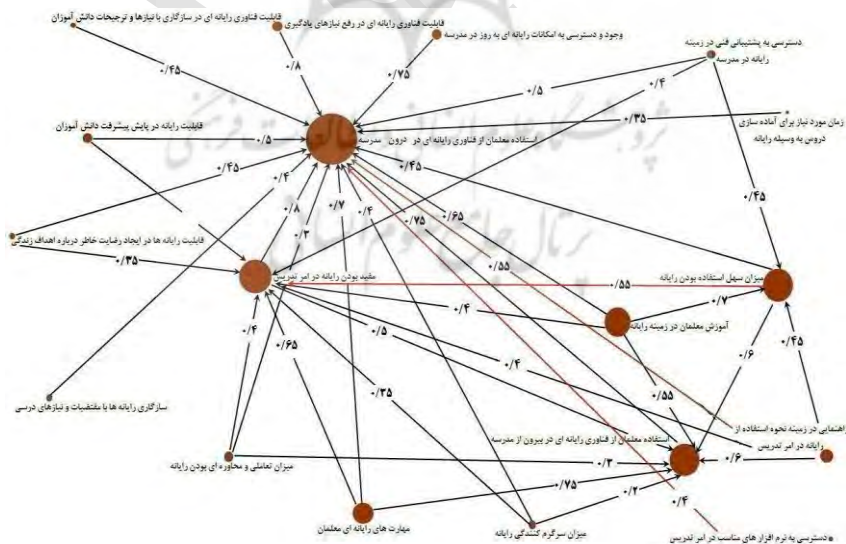 قابلیت فناوری رایانه ای در سازگاری با نیازها و ترجیحات دانش آموزان
قابلیت فناوری رایانه ای در رفع نیازهای یادگیری
وجود و دسترسی به امکانات رایانه ای به روز در مدرسه
دسترسی به پشتیبانی فنی در زمینه
رایانه در مدرسه
۰/۴۵
۰/۸
۰/۷۵
۰/۵
۰/۴
زمان مورد نیاز برای آماده سازی
دروس به وسیله رایانه
۰/۳۵
قابلیت رایانه در پایش پیشرفت دانش آموزان
۰/۵
استفاده معلمان از فناوری رایانه ای در درون مدرسه
۰/۴۵
۰/۴
۰/۴۵
۰/۴۵
۰/۸
۰/۷
۰/۴
۰/۷۵
۰/۶۵
۰/۲
قابلیت رایانه ها در ایجاد رضایت خاطر درباره اهداف زندگی
۰/۳۵
۰/۵۵
مفید بودن رایانه در امر تدریس
۰/۵۵
میزان سهل استفاده بودن رایانه
۰/۴
۰/۷
آموزش معلمان در زمینه رایانه
۰/۴
۰/۶۵
۰/۵
۰/۴
۰/۶
۰/۴۵
۰/۳۵
۰/۵۵
سازگاری رایانه ها با مقتضیات و نیازهای درسی
راهنمایی در زمینه نحوه استفاده از
رایانه در امر تدریس
استفاده معلمان از فناوری رایانه ای در بیرون از مدرسه
میزان تعاملی و محاوره ای بودن رایانه
۰/۳
۰/۶
۰/۷۵
۰/۲
۰/۴
مهارت های رایانه ای معلمان
میزان سرگرم کنندگی رایانه
دسترسی به نرم افزار های مناسب در امر تدریس
پرتال جامع علوم انسانی